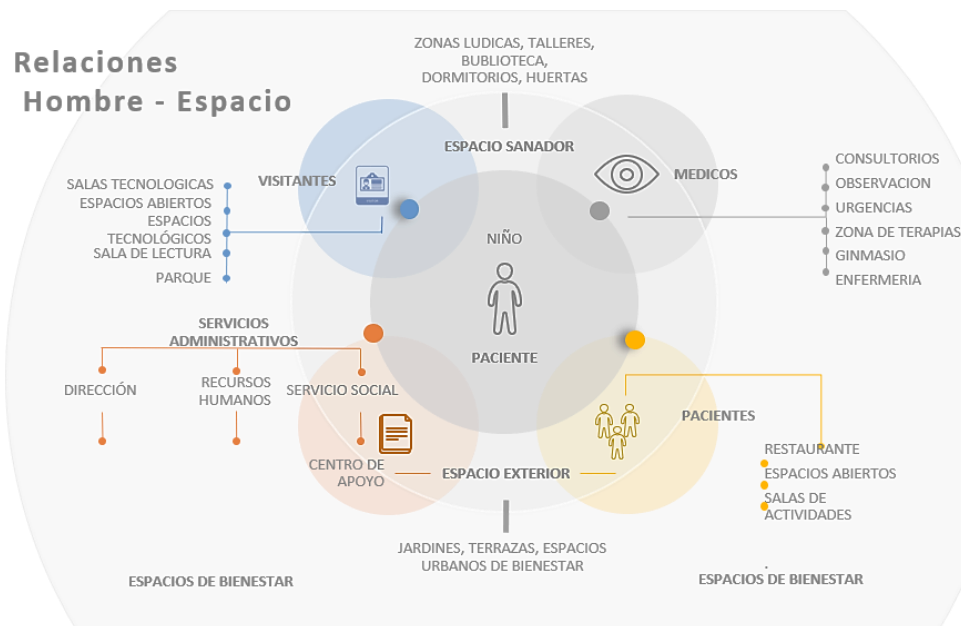 Relaciones
Hombre - Espacio
ZONAS LUDICAS, TALLERES,
BUBLIOTECA,
DORMITORIOS, HUERTAS
ESPACIO SANADOR
VISITANTES
SALAS TECNOLOGICAS
ESPACIOS ABIERTOS
ESPACIOS
TECNOLÓGICOS
SALA DE LECTURA
PARQUE
MEDICOS
CONSULTORIOS
OBSERVACION
URGENCIAS
ZONA DE TERAPIAS
GINMASIO
ENFERMERIA
NIÑO
PACIENTE
SERVICIOS
ADMINISTRATIVOS
DIRECCIÓN
RECURSOS
HUMANOS
SERVICIO SOCIAL
CENTRO DE
APOYO
ESPACIO EXTERIOR
PACIENTES
RESTAURANTE
ESPACIOS ABIERTOS
SALAS DE
ACTIVIDADES
JARDINES, TERRAZAS, ESPACIOS
URBANOS DE BIENESTAR
ESPACIOS DE BIENESTAR
.
ESPACIOS DE BIENESTAR